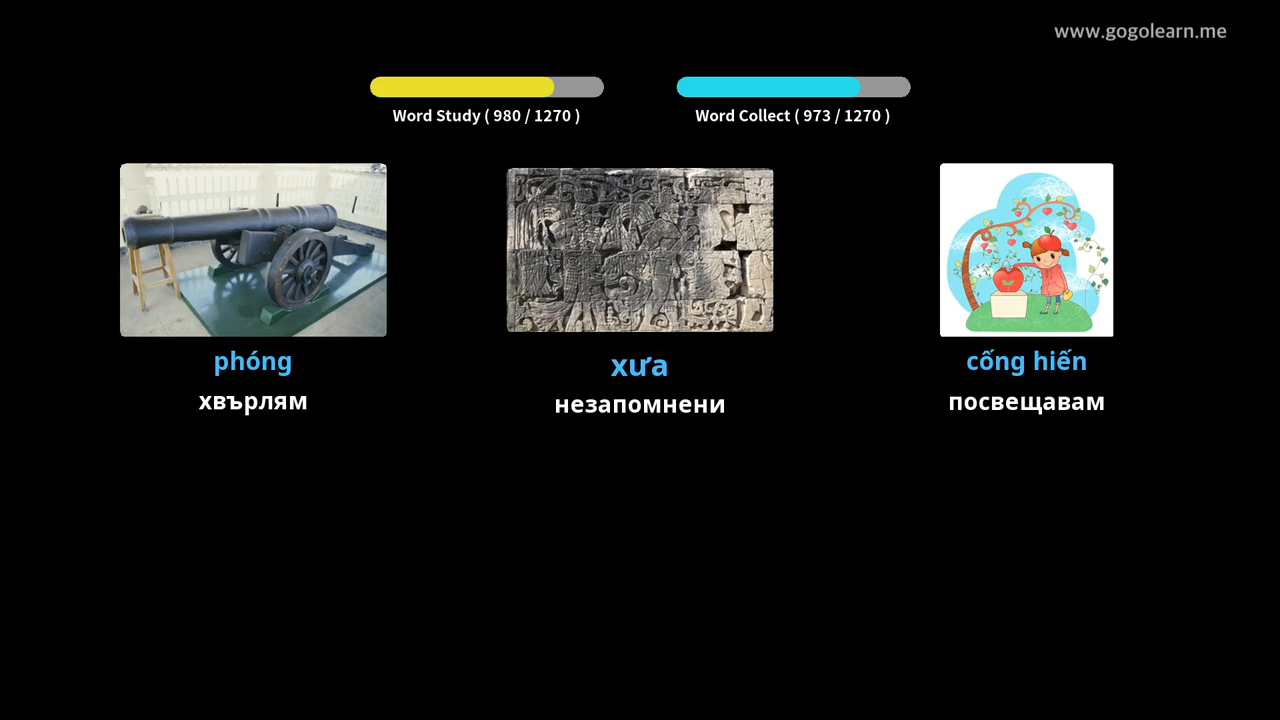 www.gogolearn.me
Word Study ( 980 / 1270 )
Word Collect ( 973 / 1270 )
phóng
хвърлям
xưa
незапомнени
cống hiến
посвещавам